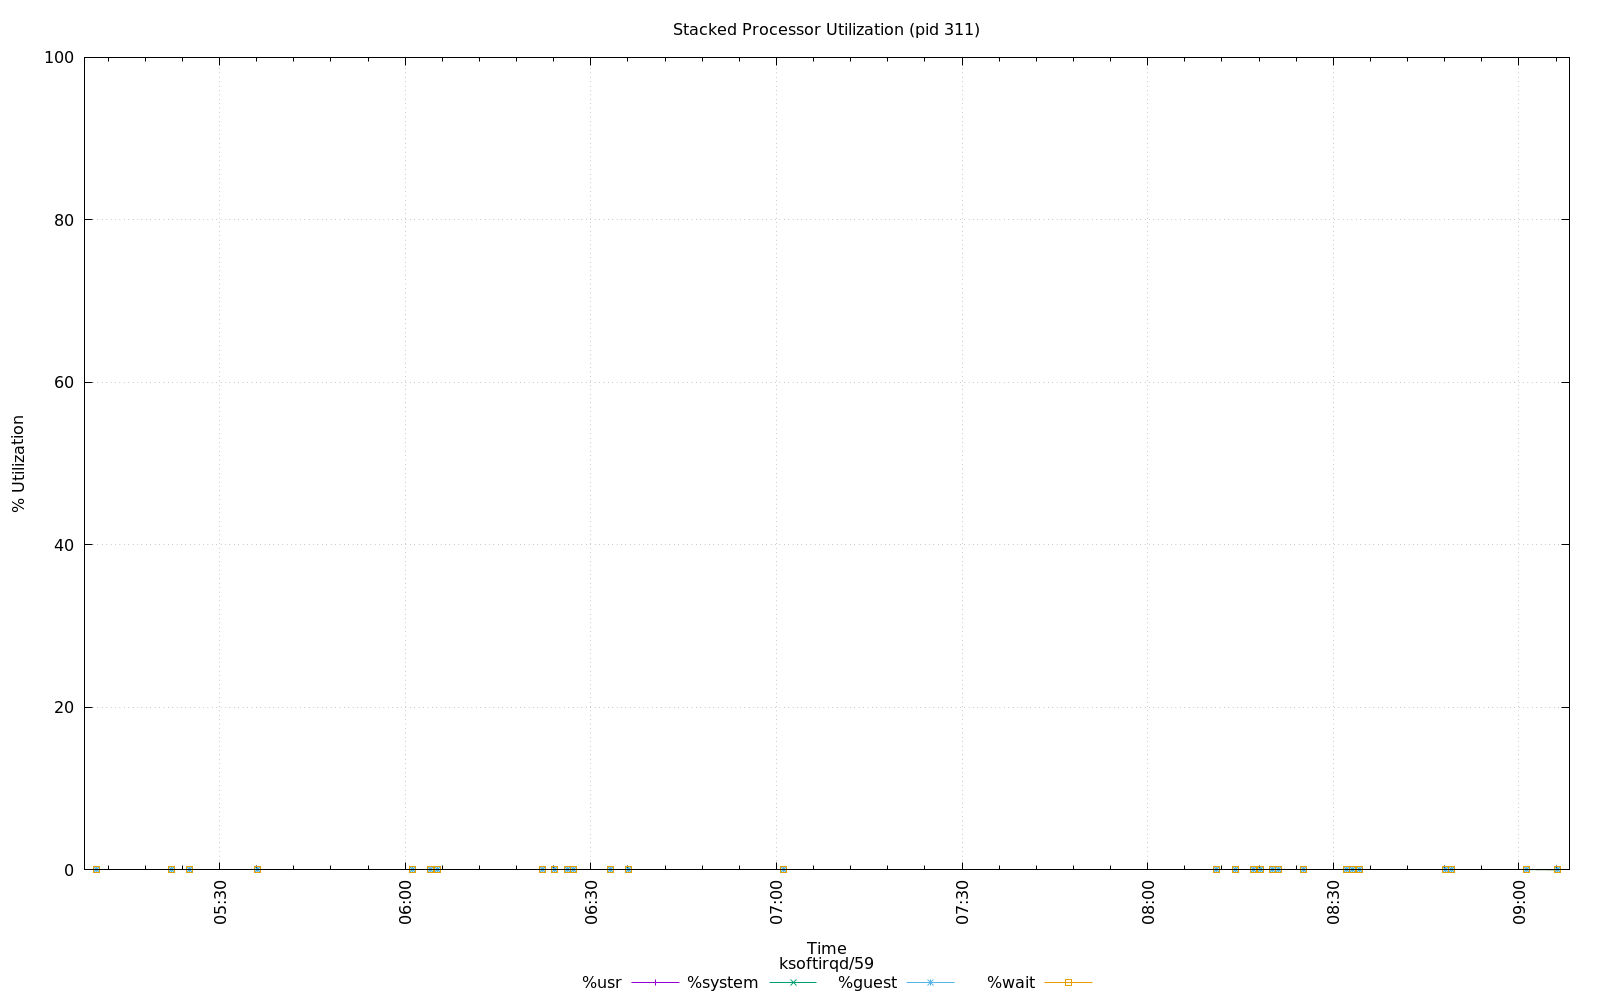 Stacked Processor Utilization (pid 311)
100
80
60
40
20
0
% Utilization
05:30 06:00 06:30 07:00 07:30 08:00 08:30 09:00
Time
ksoftirqd/59
%usr %system %guest %wait